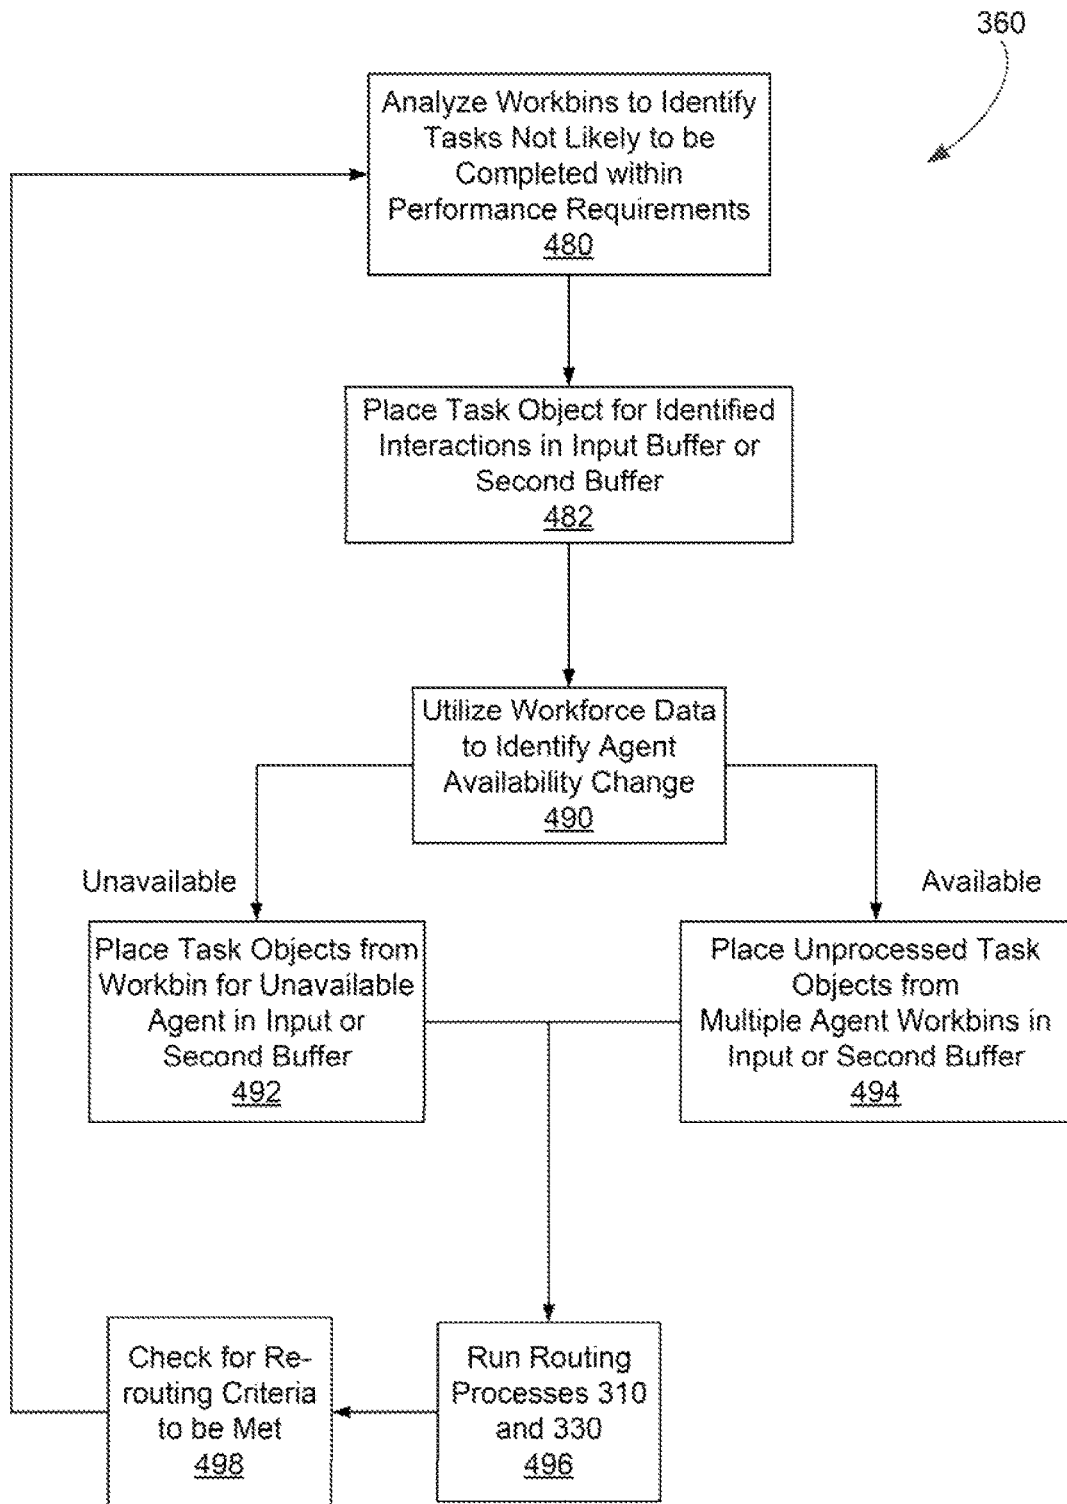 360
Analyze Workbins to Identify
Tasks Not Likely to be
Completed within
Performance Requirements
480
Place Task Object for Identified
Interactions in Input Buffer or
Second Buffer
482
Utilize Workforce Data
to Identify Agent
Availability Change
490
Unavailable
Available
Place Task Objects from
Workbin for Unavailable
Agent in Input or
Second Buffer
492
Place Unprocessed Task
Objects from
Multiple Agent Workbins in
Input or Second Buffer
494
Check for Re-
routing Criteria
to be Met
498
Run Routing
Processes 310
and 330
496